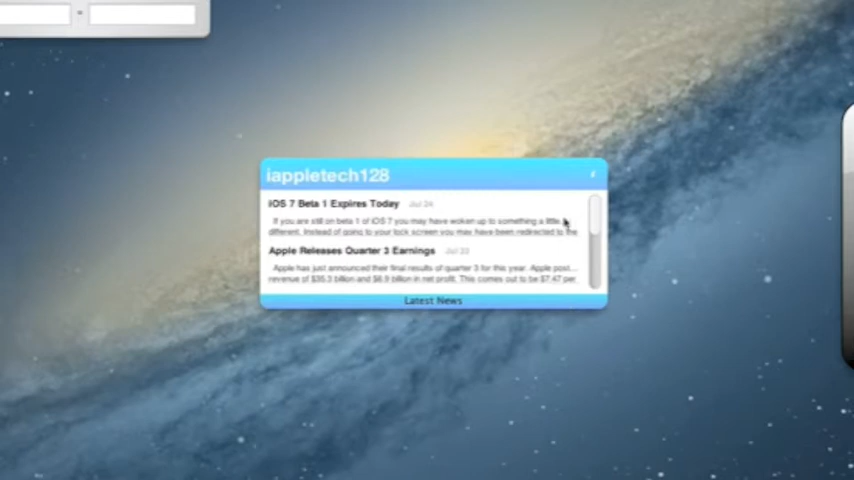 iappletech128
iOS 7 Beta 1 Expires Today Jul 24
If you are still on beta 1 of iOS 7 you may have woken up to something a little
different. Instead of going to your lock screen you may have been redirected to the
Apple Releases Quarter 3 Earnings Jul 23
Apple has just announced their final results of quarter 3 for this year. Apple post...
revenue of $35.3 billion and $6.9 billion in net profit. This comes out to be $7.47 per
Latest News